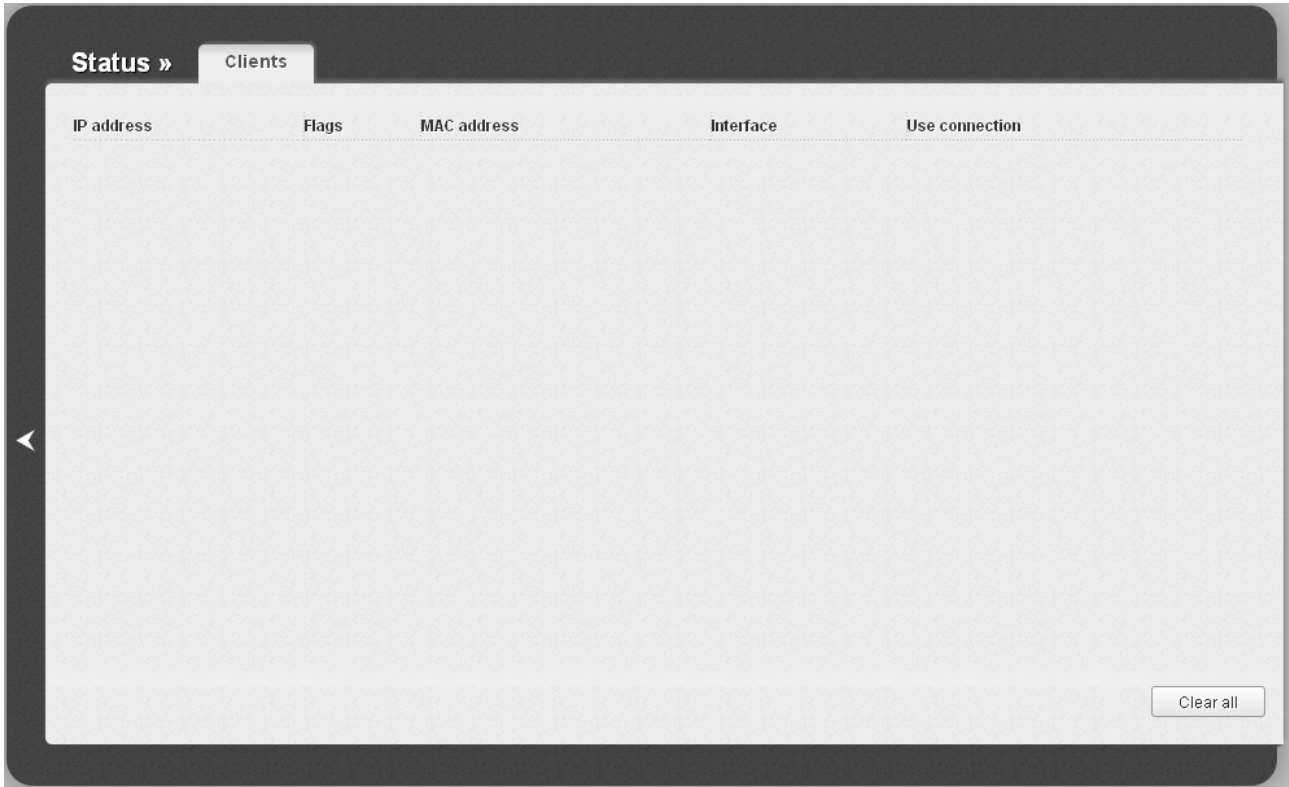 Status » Clients
IP address Flags MAC address Interface Use connection
Clear all